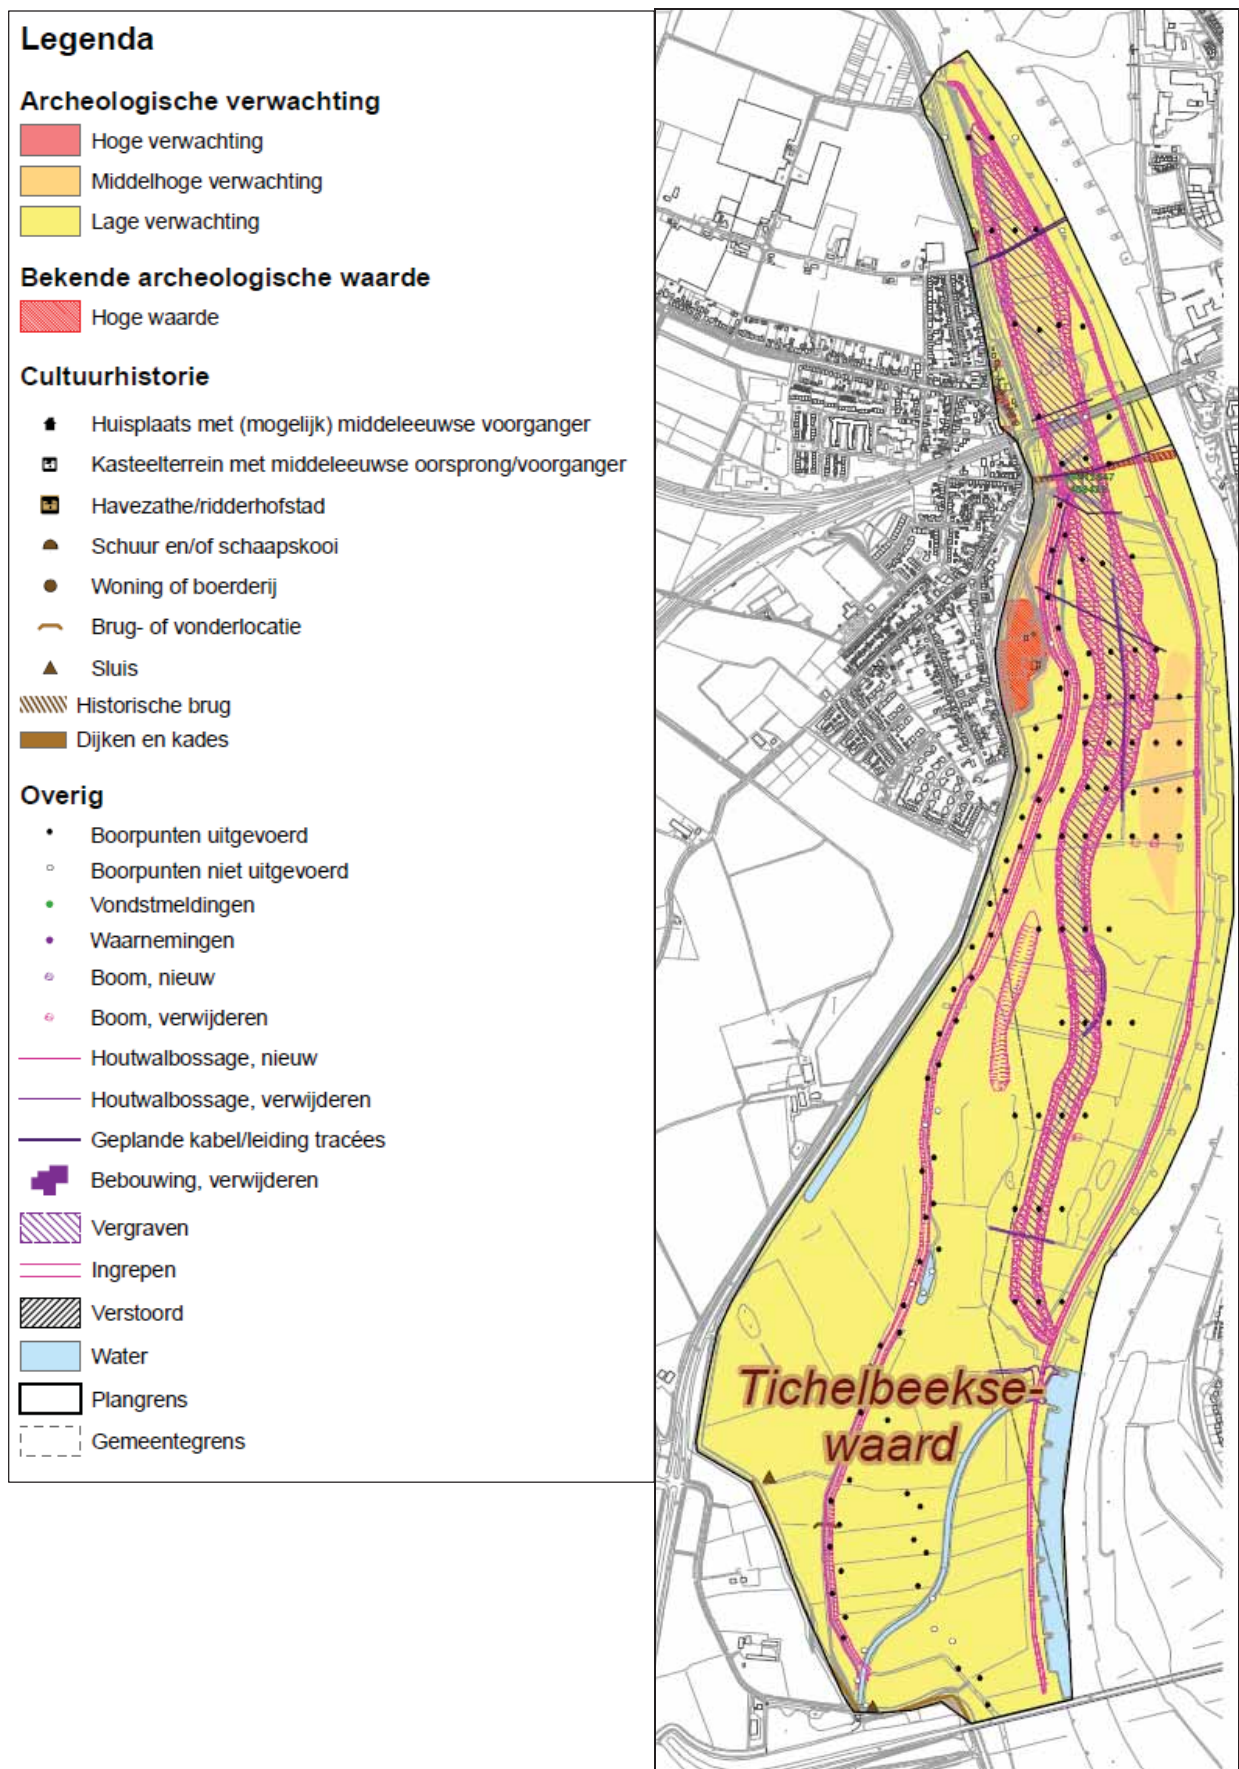 Legenda
Archeologische verwachting
Hoge verwachting
Middelhoge verwachting
Lage verwachting
Bekende archeologische waarde
Hoge waarde
Cultuurhistorie
Huisplaats met (mogelijk) middeleeuwse voorganger
Kasteelterrein met middeleeuwse oorsprong/voorganger
Havezathe/ridderhofstad
Schuur en/of schaapskooi
Woning of boerderij
Brug- of vonderlocatie
Sluis
Historische brug
Dijken en kades
Overig
Boorpunten uitgevoerd
Boorpunten niet uitgevoerd
Vondstmeldingen
Waarnemingen
Boom, nieuw
Boom, verwijderen
Houtwalbossage, nieuw
Houtwalbossage, verwijderen
Geplande kabel/leiding tracées
Bebouwing, verwijderen
Vergraven
Ingrepen
Verstoord
Water
Plangrens
Gemeentegrens
Tichelbeekse-
waard